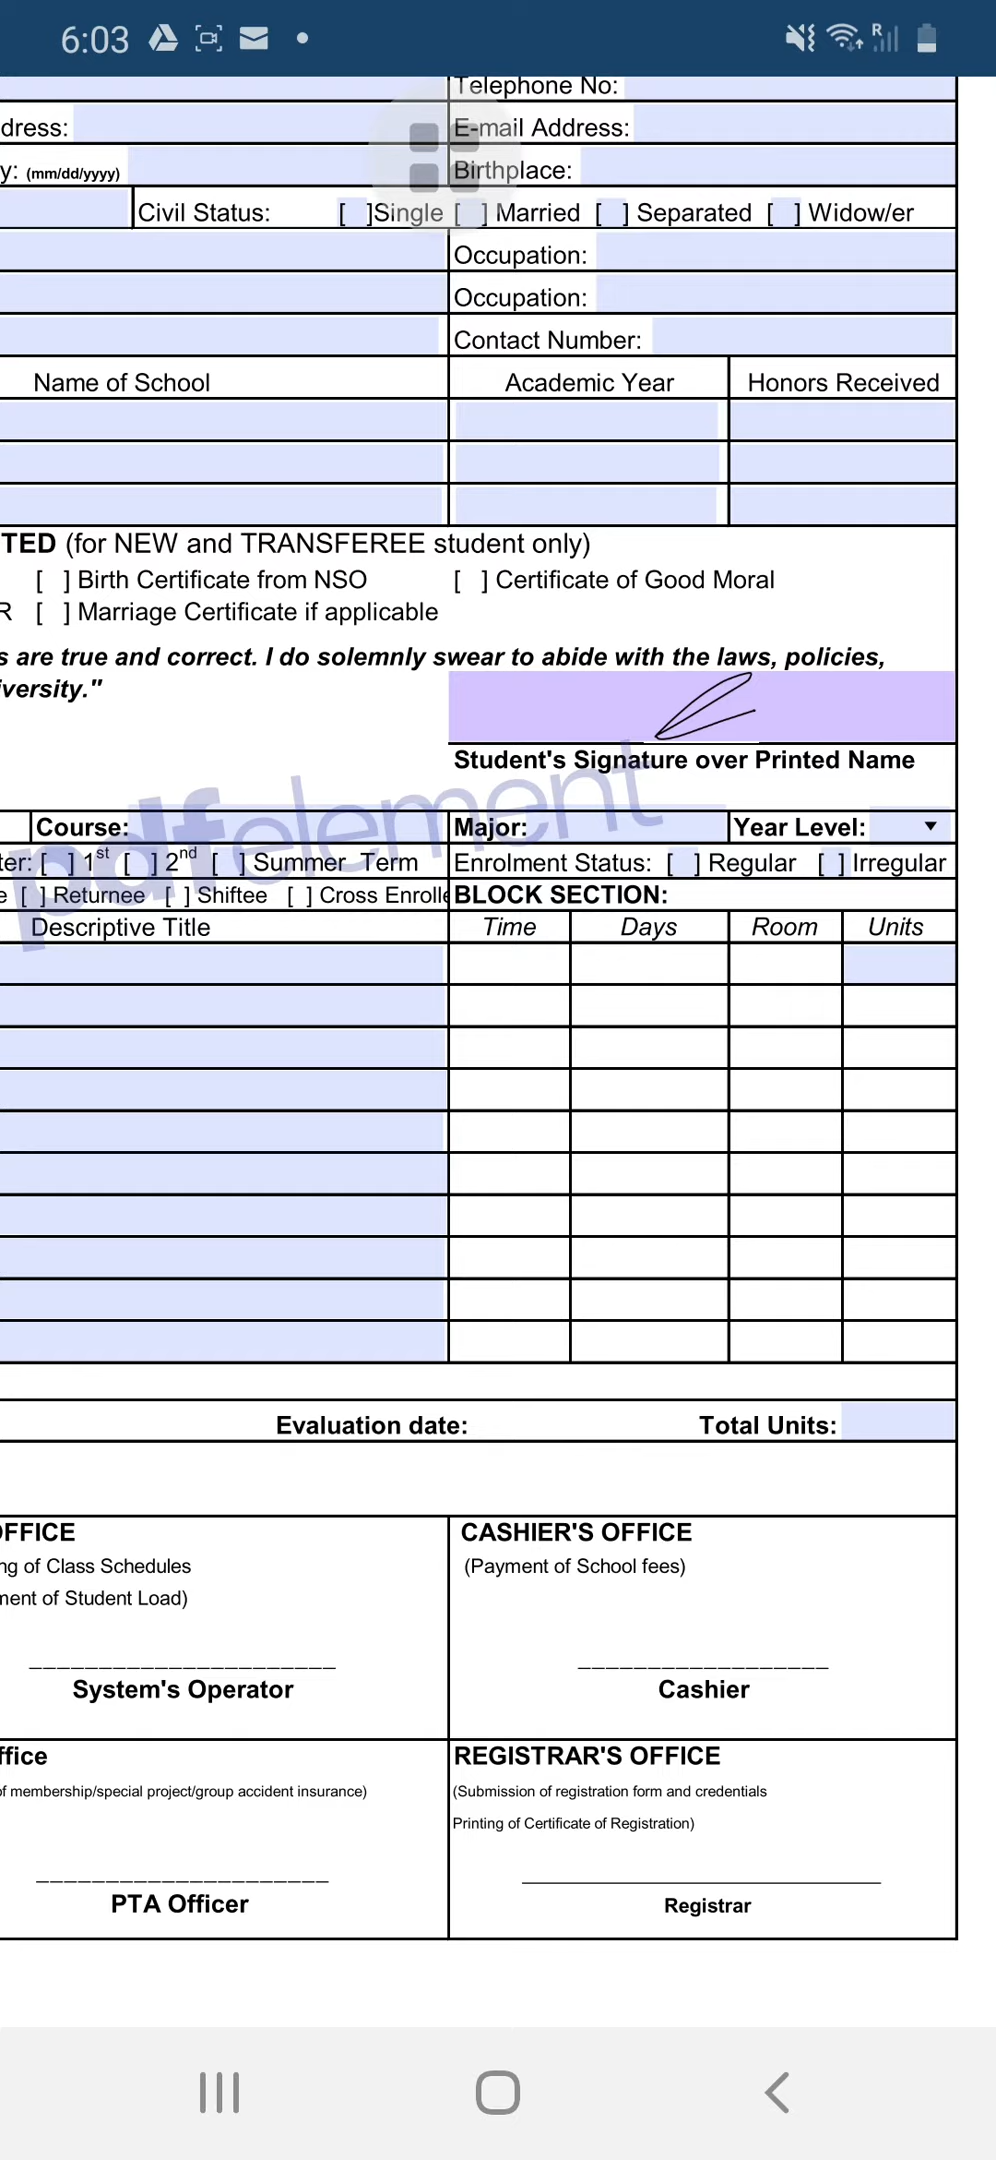 6:03
Telephone No:
dress: E-mail Address:
y: (mm/dd/yyyy) Birthplace:
Civil Status: [ ]Single [ ] Married [ ] Separated [ ] Widow/er
Occupation:
Occupation:
Contact Number:
Name of School Academic Year Honors Received
TED (for NEW and TRANSFEREE student only)
[ ] Birth Certificate from NSO [ ] Certificate of Good Moral
R [ ] Marriage Certificate if applicable
s are true and correct. I do solemnly swear to abide with the laws, policies,
iversity."
Student's Signature over Printed Name
pdfelement
Course: Major: Year Level:
ter: [ ] 1st [ ] 2nd [ ] Summer Term Enrolment Status: [ ] Regular [ ] Irregular
e [ ] Returnee [ ] Shiftee [ ] Cross Enrolle BLOCK SECTION:
Descriptive Title Time Days Room Units
Evaluation date: Total Units:
OFFICE CASHIER'S OFFICE
ng of Class Schedules (Payment of School fees)
ment of Student Load)
System's Operator Cashier
ffice REGISTRAR'S OFFICE
of membership/special project/group accident insurance) (Submission of registration form and credentials
Printing of Certificate of Registration)
PTA Officer Registrar